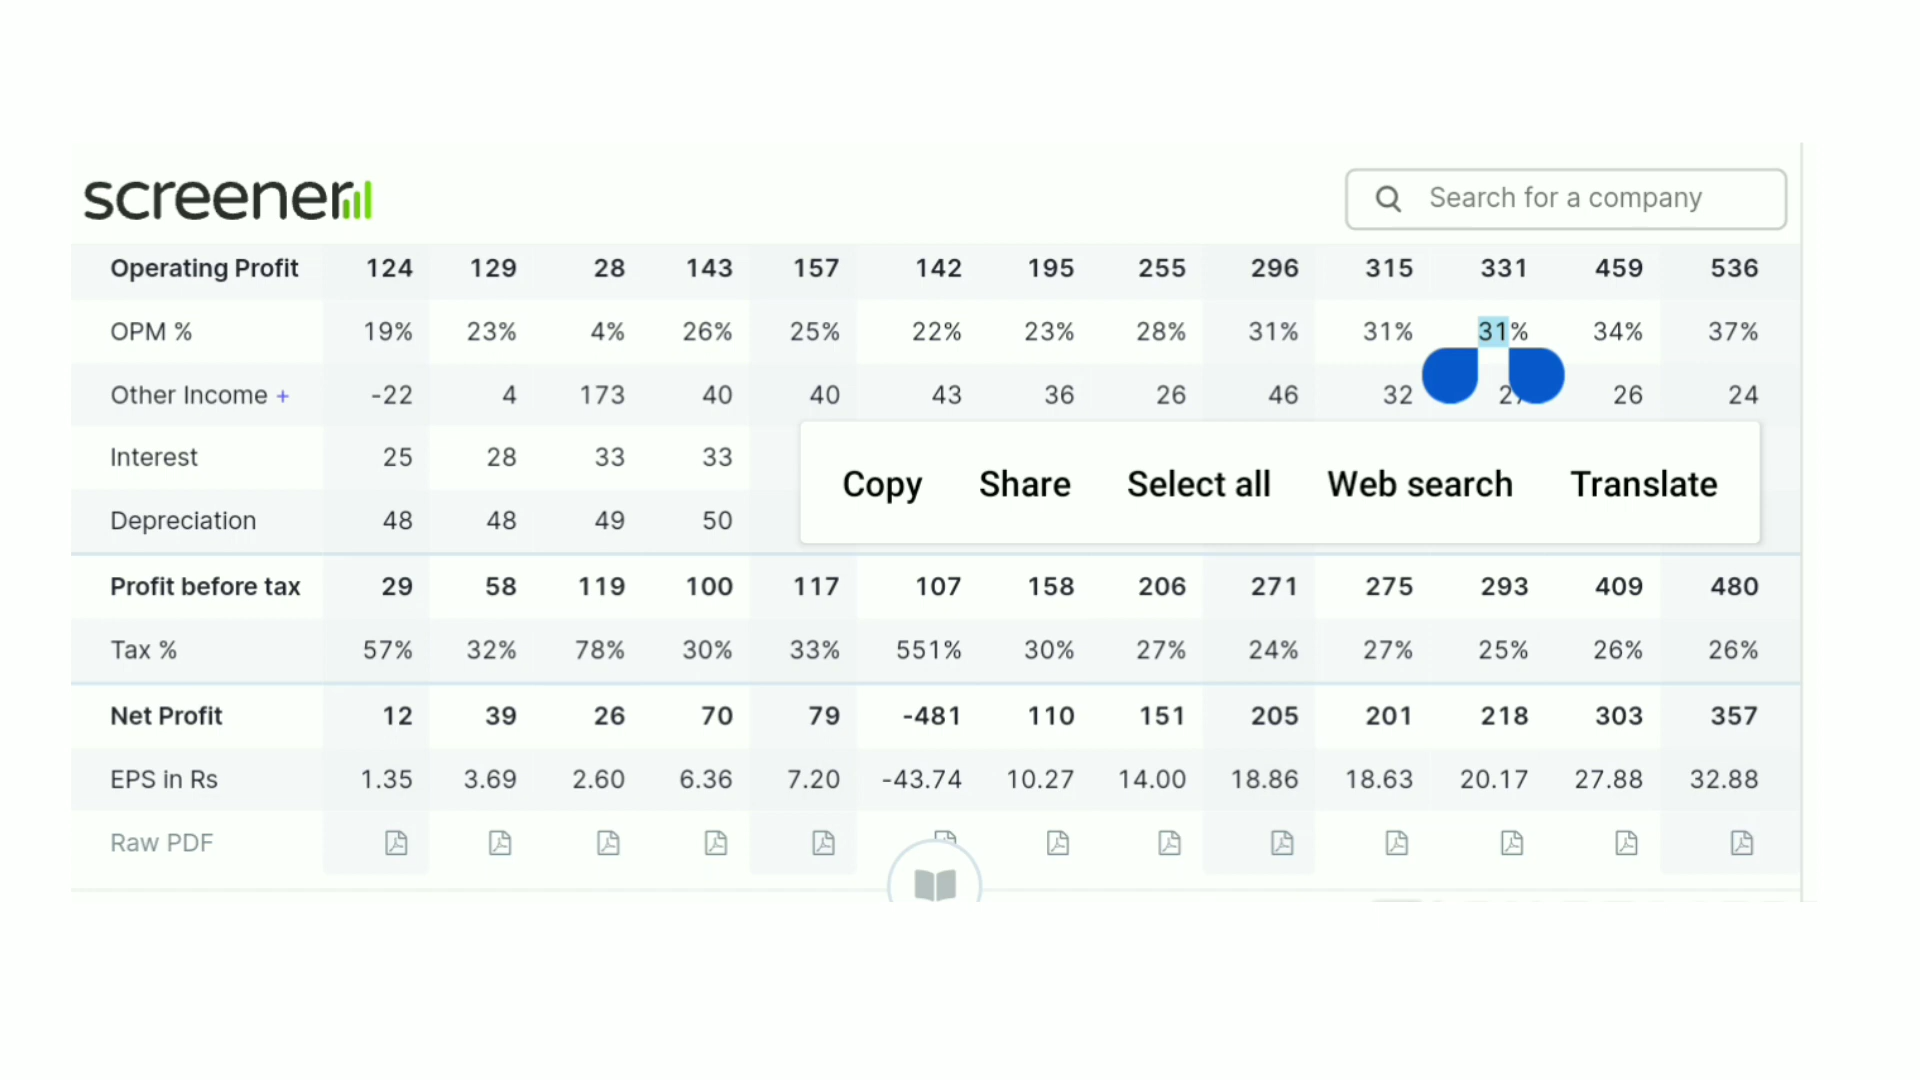 screener
Search for a company
Operating Profit 124 129 28 143 157 142 195 255 296 315 331 459 536
OPM % 19% 23% 4% 26% 25% 22% 23% 28% 31% 31% 31% 34% 37%
Other Income + -22 4 173 40 40 43 36 26 46 32 26 24
Interest 25 28 33 33
Depreciation 48 48 49 50
Copy Share Select all Web search Translate
Profit before tax 29 58 119 100 117 107 158 206 271 275 293 409 480
Tax % 57% 32% 78% 30% 33% 551% 30% 27% 24% 27% 25% 26% 26%
Net Profit 12 39 26 70 79 -481 110 151 205 201 218 303 357
EPS in Rs 1.35 3.69 2.60 6.36 7.20 -43.74 10.27 14.00 18.86 18.63 20.17 27.88 32.88
Raw PDF